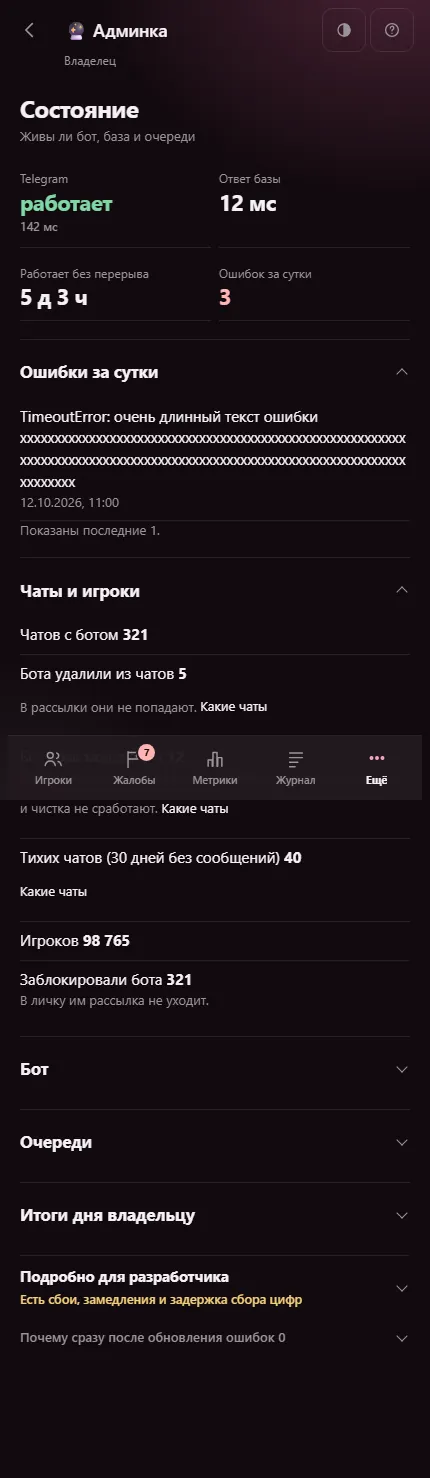 Админка
Владелец
Состояние
Живы ли бот, база и очереди
Telegram
работает
142 мс
Ответ базы
12 мс
Работает без перерыва
5 д 3 ч
Ошибок за сутки
3
Ошибки за сутки
TimeoutError: очень длинный текст ошибки
xxxxxxxxxxxxxxxxxxxxxxxxxxxxxxxxxxxxxxxxxxxxxxxxxxxxxxxx
xxxxxxxxxxxxxxxxxxxxxxxxxxxxxxxxxxxxxxxxxxxxxxxxxxxxxxxx
xxxxxxxx
12.10.2026, 11:00
Показаны последние 1.
Чаты и игроки
Чатов с ботом 321
Бота удалили из чатов 5
В рассылки они не попадают. Какие чаты
7
Игроки
Жалобы
Метрики
Журнал
Ещё
и чистка не сработают. Какие чаты
Тихих чатов (30 дней без сообщений) 40
Какие чаты
Игроков 98 765
Заблокировали бота 321
В личку им рассылка не уходит.
Бот
Очереди
Итоги дня владельцу
Подробно для разработчика
Есть сбои, замедления и задержка сбора цифр
Почему сразу после обновления ошибок 0